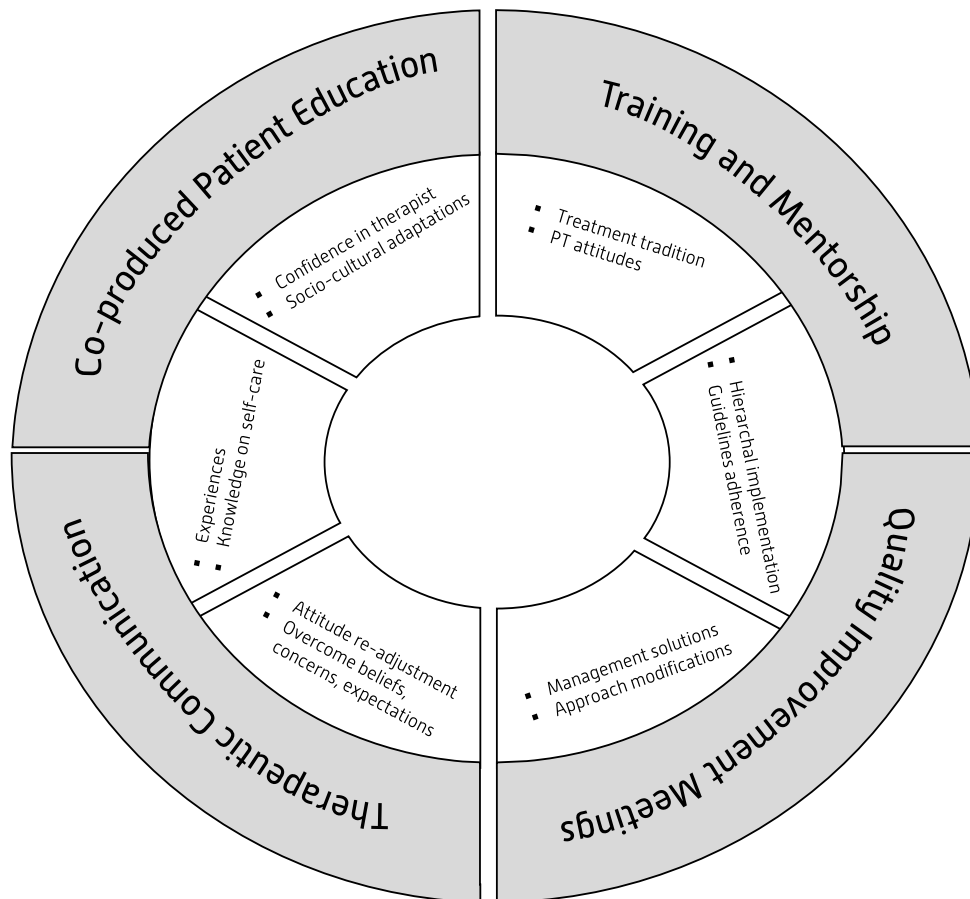 Co-produced Patient Education
Training and Mentorship
Confidence in therapist
Socio-cultural adaptations
Treatment tradition
PT attitudes
Experiences
Knowledge on self-care
Hierarchal implementation
Guidelines adherence
Attitude re-adjustment
Overcome beliefs,
concerns, expectations
Management solutions
Approach modifications
Therapeutic Communication
Quality Improvement Meetings